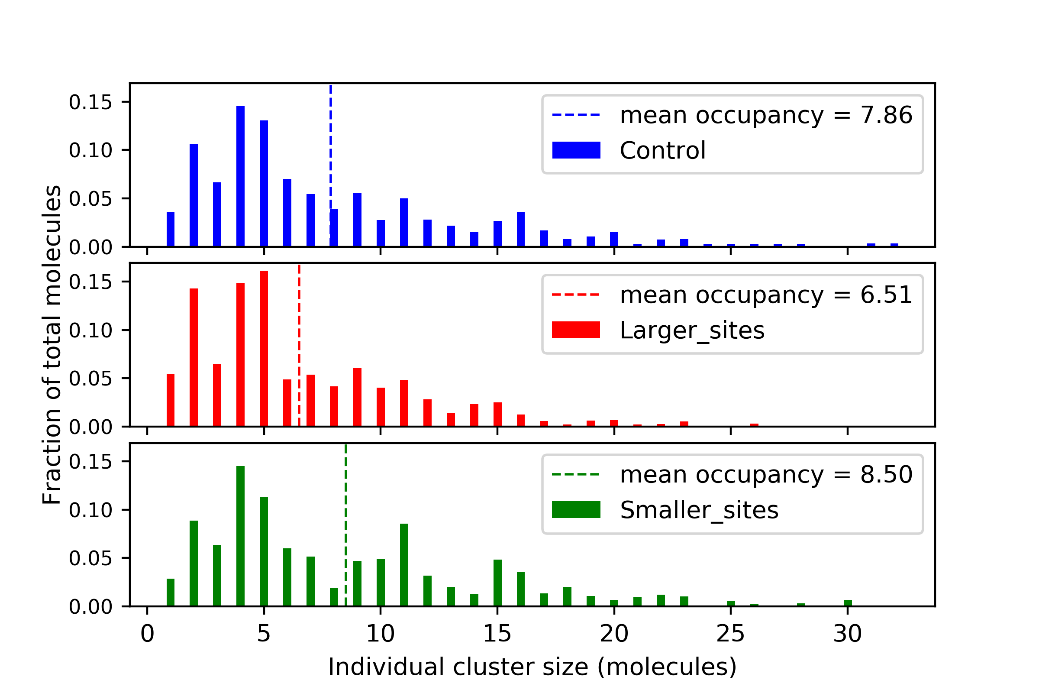 Fraction of total molecules
0.15
0.10
0.05
0.00
mean occupancy = 7.86
Control
0.15
0.10
0.05
0.00
mean occupancy = 6.51
Larger_sites
0.15
0.10
0.05
0.00
mean occupancy = 8.50
Smaller_sites
0 5 10 15 20 25 30
Individual cluster size (molecules)